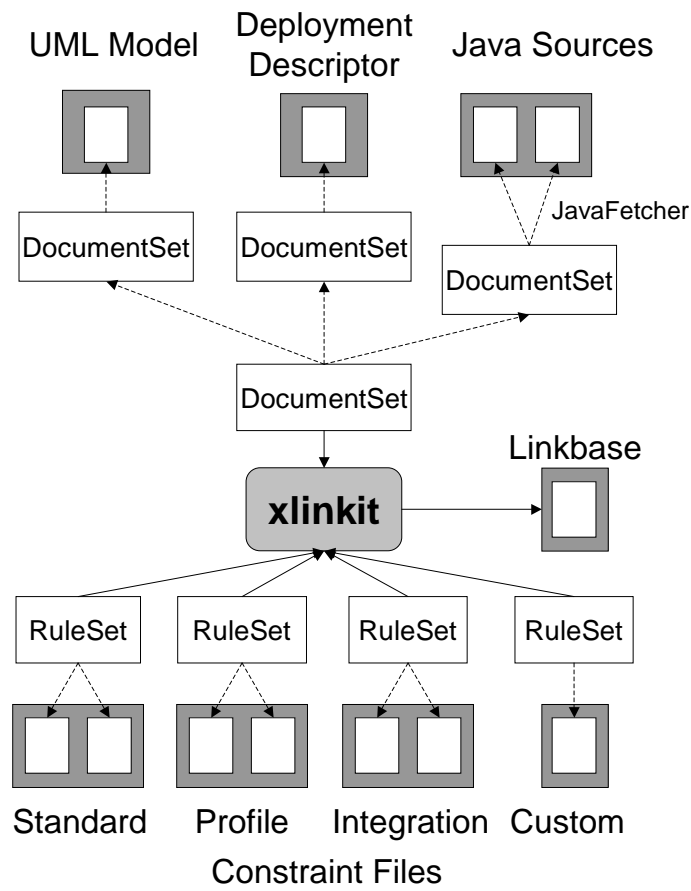 UML Model
Deployment
Descriptor
Java Sources
JavaFetcher
DocumentSet
DocumentSet
DocumentSet
DocumentSet
Linkbase
xlinkit
RuleSet
RuleSet
RuleSet
RuleSet
Standard
Profile
Integration
Custom
Constraint Files